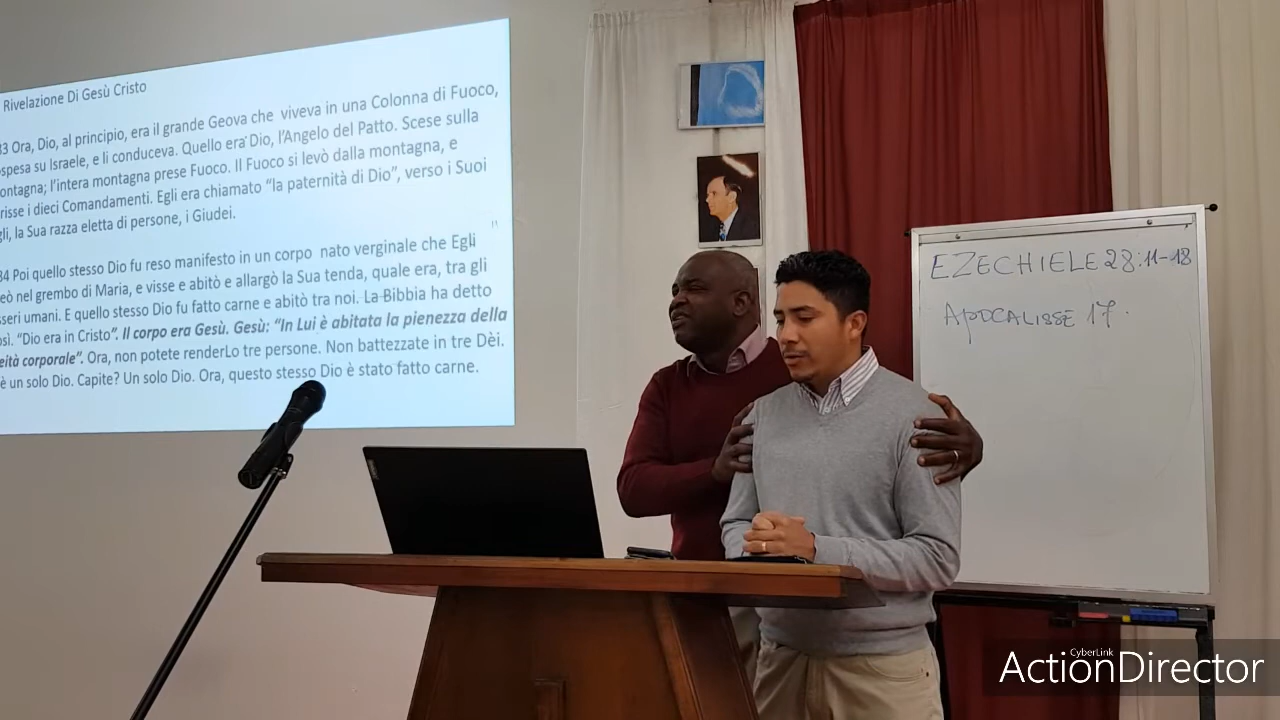 Rivelazione Di Gesù Cristo
33 Ora, Dio, al principio, era il grande Geova che viveva in una Colonna di Fuoco,
ospesa su Israele, e li conduceva. Quello era Dio, l'Angelo del Patto. Scese sulla
ontagna; l'intera montagna prese Fuoco. Il Fuoco si levò dalla montagna, e
risse i dieci Comandamenti. Egli era chiamato "la paternità di Dio", verso i Suoi
gli, la Sua razza eletta di persone, i Giudei.
34 Poi quello stesso Dio fu reso manifesto in un corpo nato verginale che Egli
eò nel grembo di Maria, e visse e abitò e allargò la Sua tenda, quale era, tra gli
sseri umani. E quello stesso Dio fu fatto carne e abitò tra noi. La Bibbia ha detto
osì. "Dio era in Cristo". Il corpo era Gesù. Gesù: "In Lui è abitata la pienezza della
eità corporale". Ora, non potete renderLo tre persone. Non battezzate in tre Dèi.
è un solo Dio. Capite? Un solo Dio. Ora, questo stesso Dio è stato fatto carne.
EZECHIELE 28:11-18
APOCALISSE 17.
CyberLink
ActionDirector